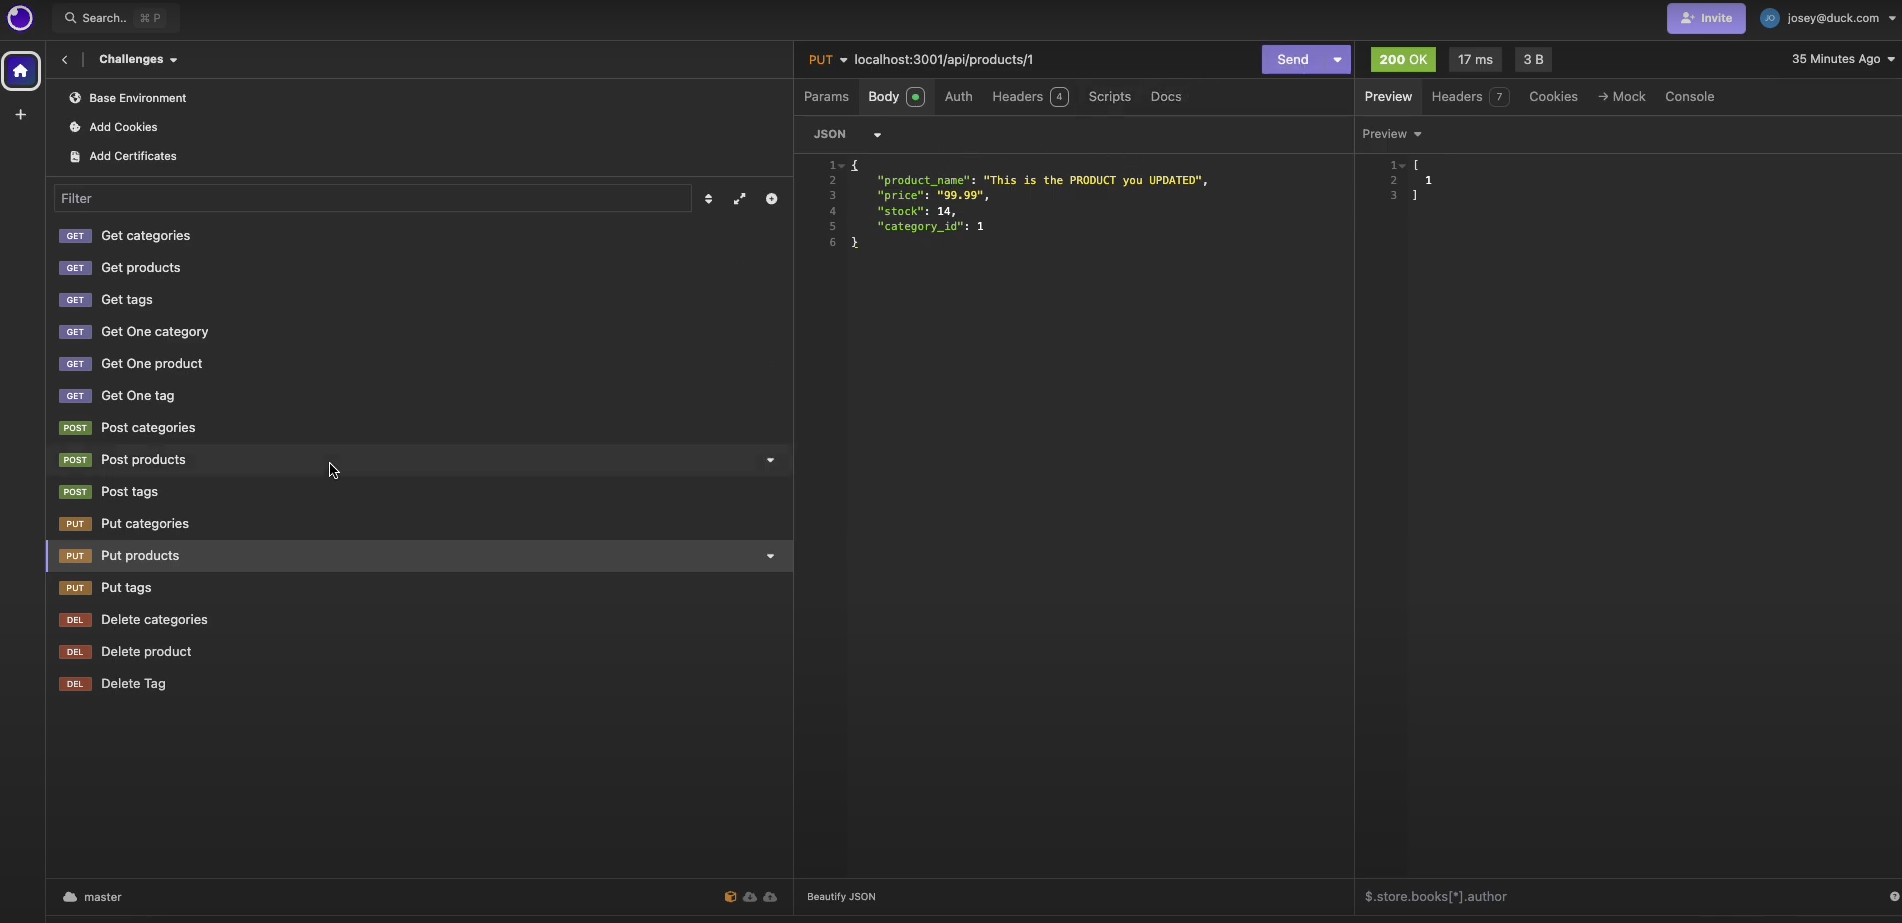 Search.. ⌘ P
Invite
JO josey@duck.com
Challenges
Base Environment
Add Cookies
Add Certificates
Filter
GET Get categories
GET Get products
GET Get tags
GET Get One category
GET Get One product
GET Get One tag
POST Post categories
POST Post products
POST Post tags
PUT Put categories
PUT Put products
PUT Put tags
DEL Delete categories
DEL Delete product
DEL Delete Tag
master
PUT localhost:3001/api/products/1
Send
Params Body Auth Headers 4 Scripts Docs
JSON
1 {
2 "product_name": "This is the PRODUCT you UPDATED",
3 "price": "99.99",
4 "stock": 14,
5 "category_id": 1
6 }
Beautify JSON
200 OK 17 ms 3 B
35 Minutes Ago
Preview Headers 7 Cookies → Mock Console
Preview
1 [
2 1
3 ]
$.store.books[*].author